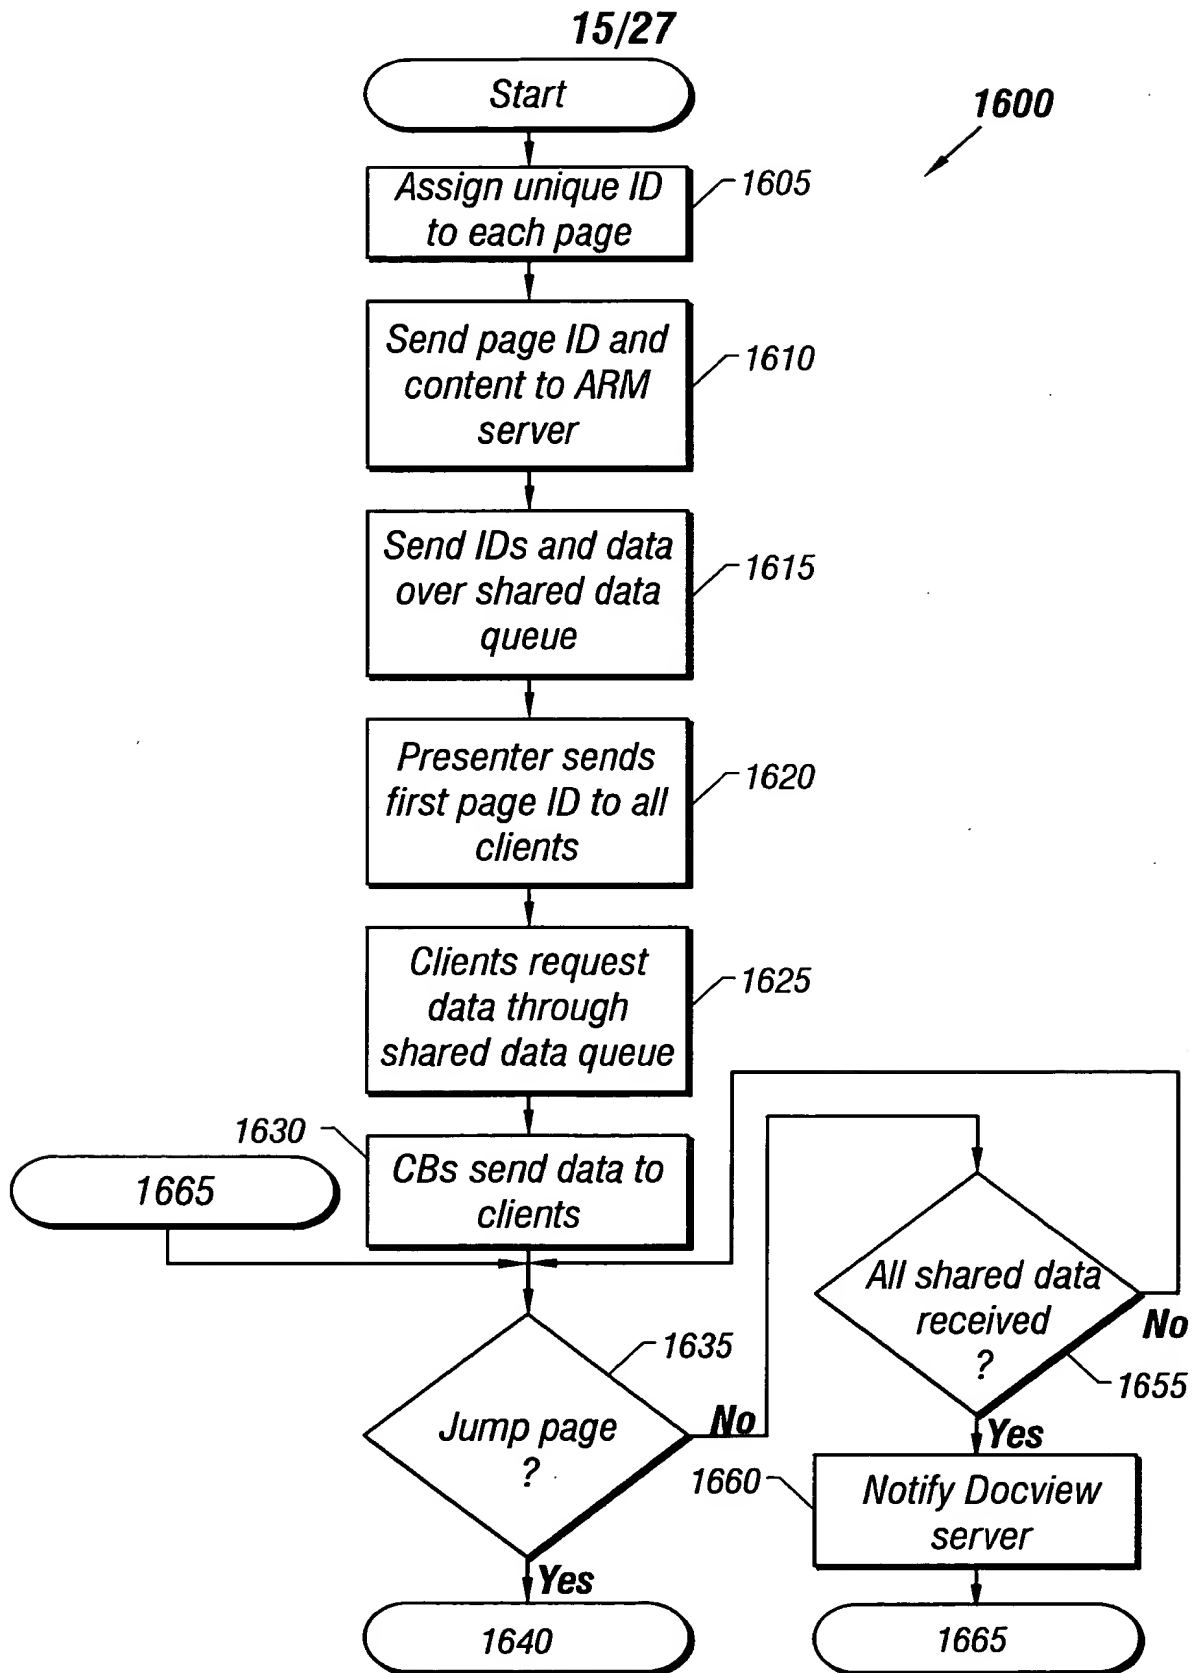 15/27
Start
1600
Assign unique ID
to each page
1605
Send page ID and
content to ARM
server
1610
Send IDs and data
over shared data
queue
1615
Presenter sends
first page ID to all
clients
1620
Clients request
data through
shared data queue
1625
1630
CBs send data to
clients
1665
All shared data
received
?
No
1655
1635
Jump page
?
No
Yes
1660
Notify Docview
server
Yes
1640
1665